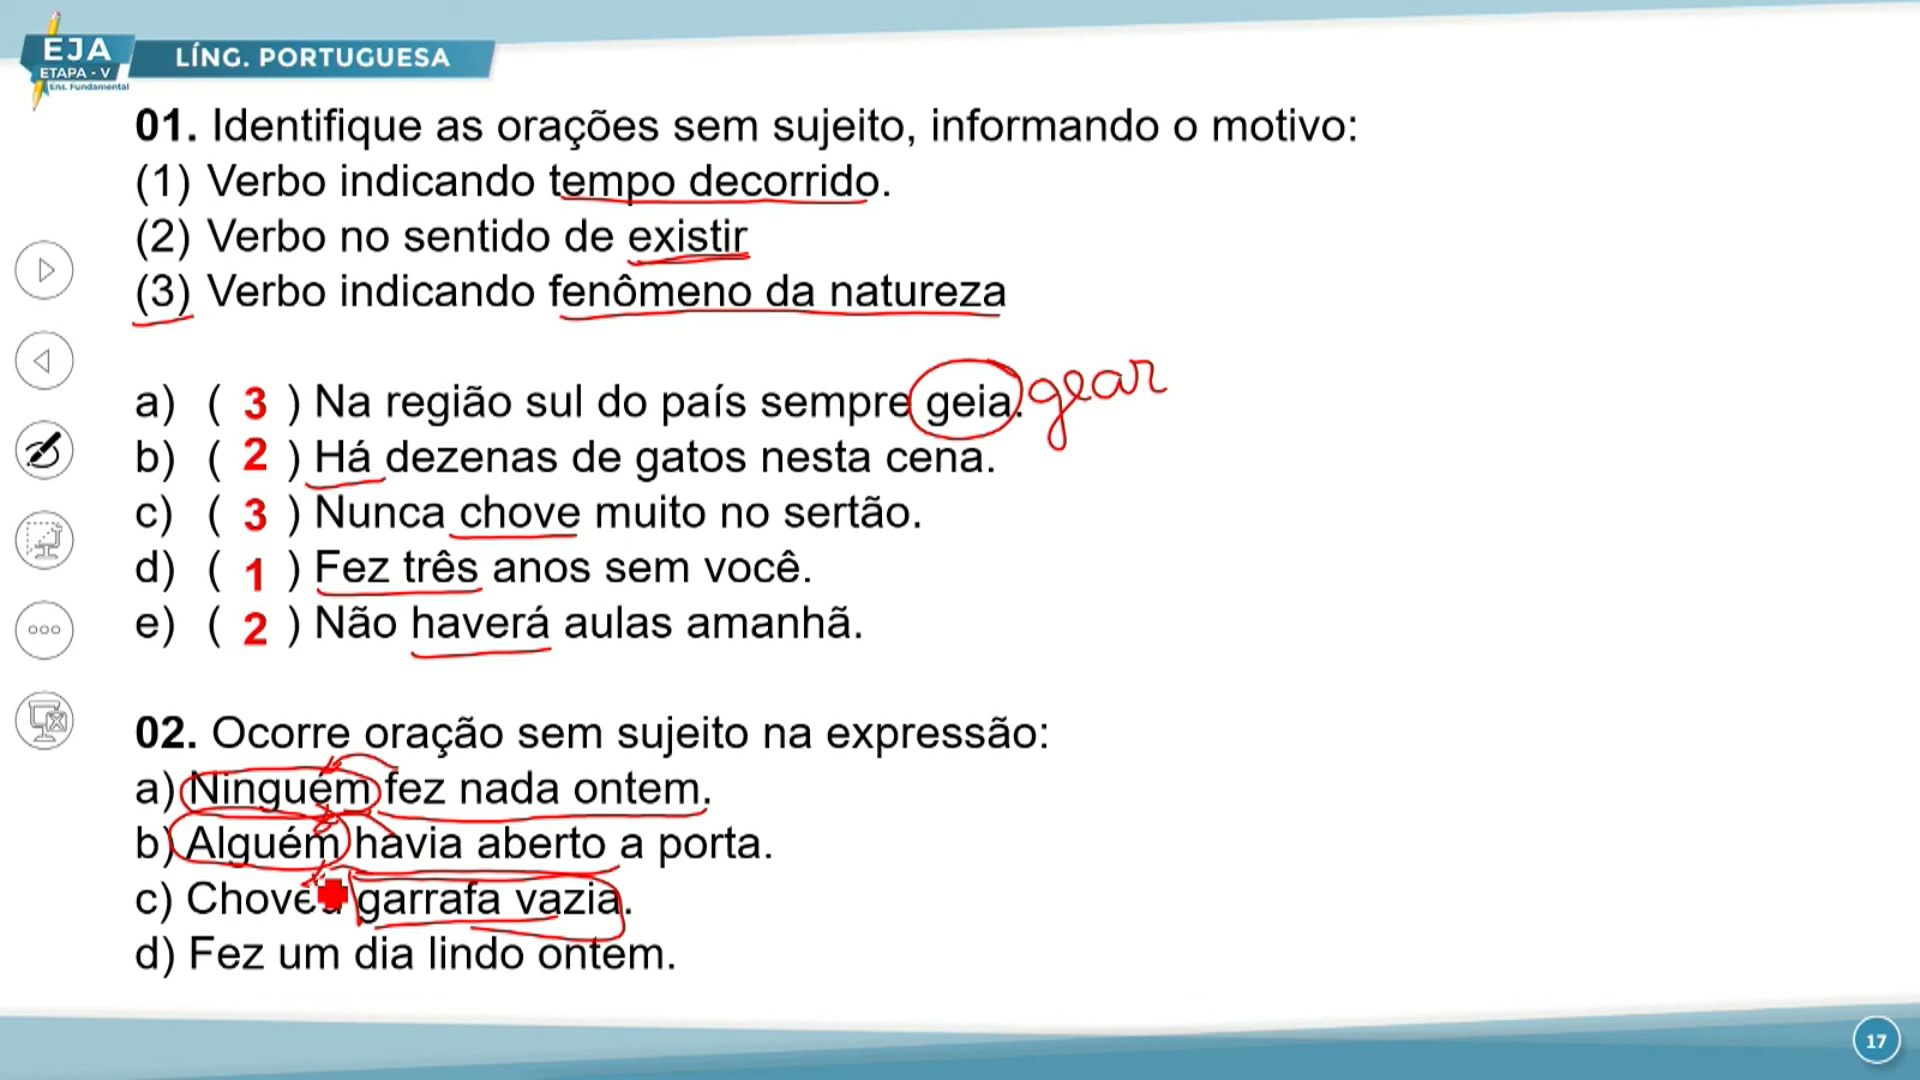 EJA
ETAPA - V
Ens. Fundamental
LÍNG. PORTUGUESA
01. Identifique as orações sem sujeito, informando o motivo:
(1) Verbo indicando tempo decorrido.
(2) Verbo no sentido de existir
(3) Verbo indicando fenômeno da natureza
a) ( 3 ) Na região sul do país sempre geia. gear
b) ( 2 ) Há dezenas de gatos nesta cena.
c) ( 3 ) Nunca chove muito no sertão.
d) ( 1 ) Fez três anos sem você.
e) ( 2 ) Não haverá aulas amanhã.
02. Ocorre oração sem sujeito na expressão:
a) Ninguém fez nada ontem.
b) Alguém havia aberto a porta.
c) Choveu garrafa vazia.
d) Fez um dia lindo ontem.
17